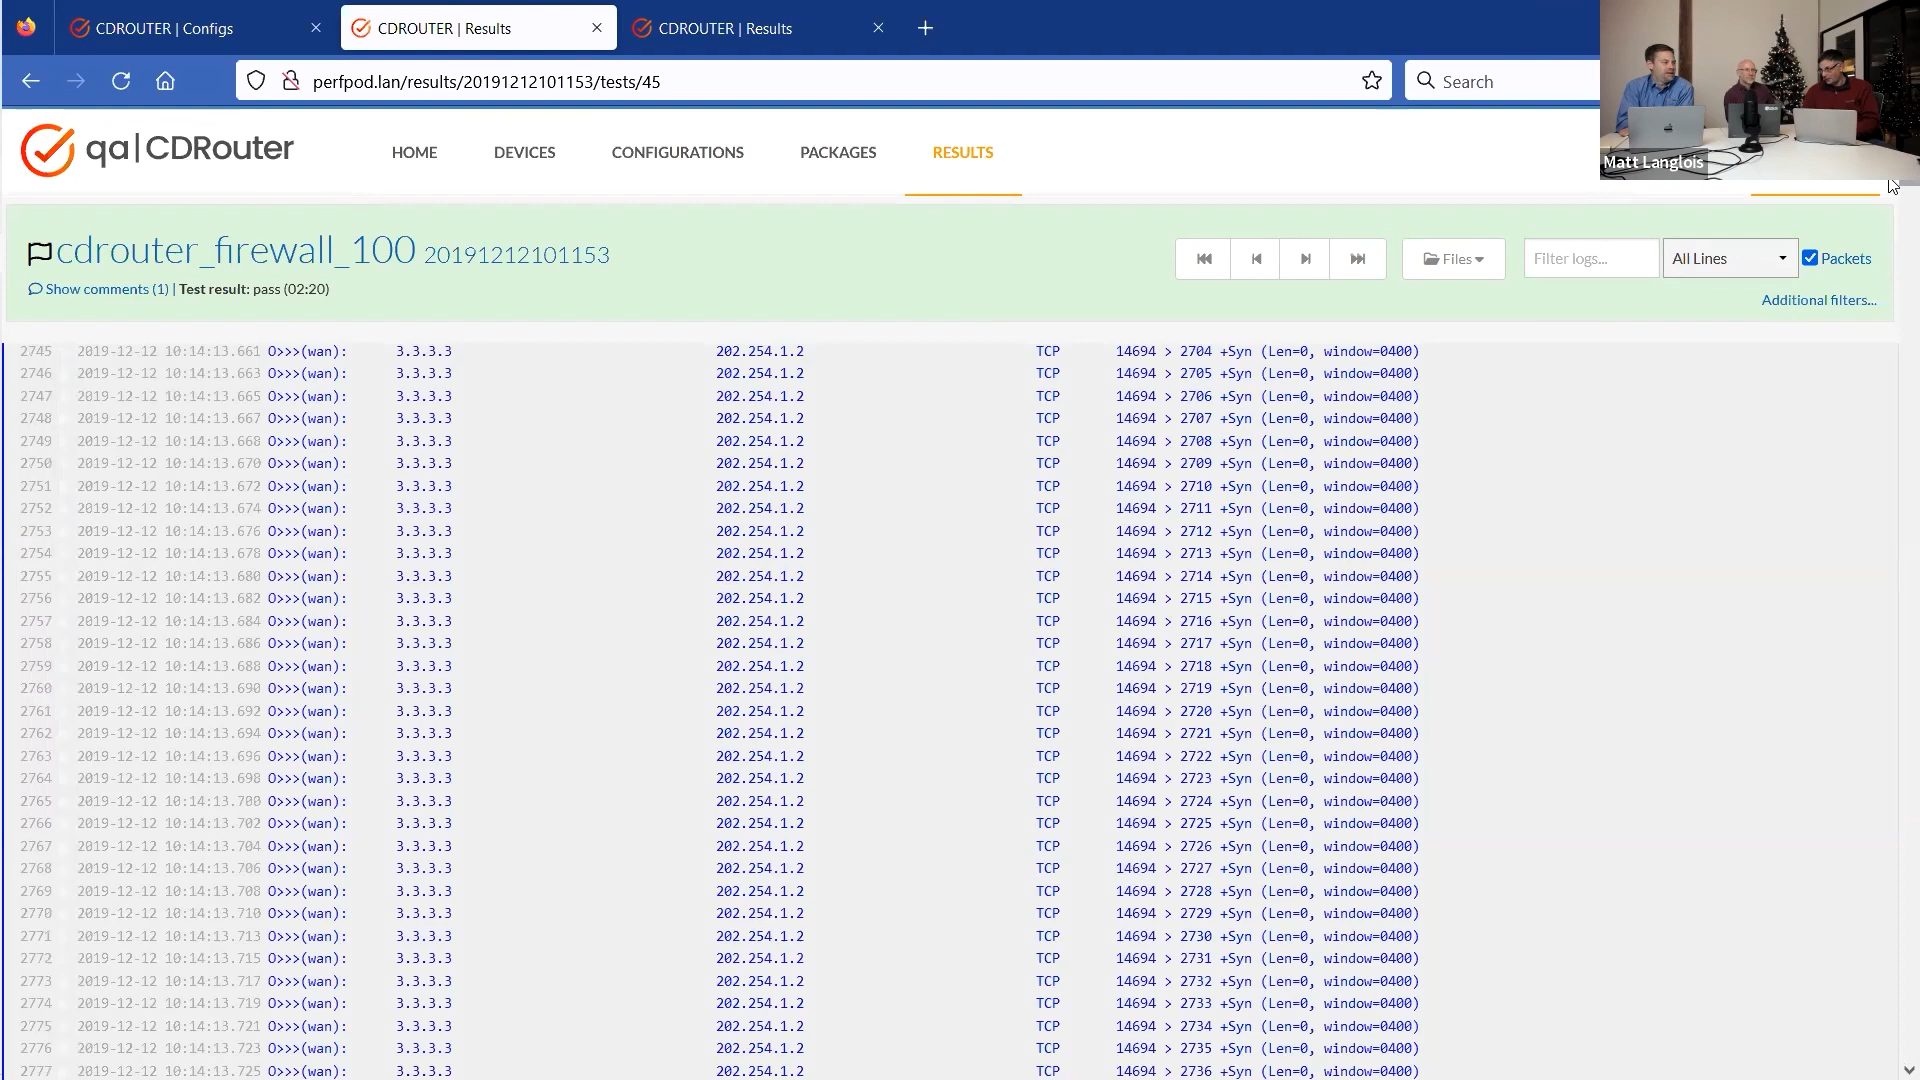 CDROUTER | Configs
CDROUTER | Results
CDROUTER | Results
perfpod.lan/results/20191212101153/tests/45
Search
Matt Langlois
qa|CDRouter
HOME
DEVICES
CONFIGURATIONS
PACKAGES
RESULTS
cdrouter_firewall_100 20191212101153
Show comments (1) | Test result: pass (02:20)
Files
Filter logs...
All Lines
Packets
Additional filters...
2745 2019-12-12 10:14:13.661 O>>>(wan): 3.3.3.3 202.254.1.2 TCP 14694 > 2704 +Syn (Len=0, window=0400)
2746 2019-12-12 10:14:13.663 O>>>(wan): 3.3.3.3 202.254.1.2 TCP 14694 > 2705 +Syn (Len=0, window=0400)
2747 2019-12-12 10:14:13.665 O>>>(wan): 3.3.3.3 202.254.1.2 TCP 14694 > 2706 +Syn (Len=0, window=0400)
2748 2019-12-12 10:14:13.667 O>>>(wan): 3.3.3.3 202.254.1.2 TCP 14694 > 2707 +Syn (Len=0, window=0400)
2749 2019-12-12 10:14:13.668 O>>>(wan): 3.3.3.3 202.254.1.2 TCP 14694 > 2708 +Syn (Len=0, window=0400)
2750 2019-12-12 10:14:13.670 O>>>(wan): 3.3.3.3 202.254.1.2 TCP 14694 > 2709 +Syn (Len=0, window=0400)
2751 2019-12-12 10:14:13.672 O>>>(wan): 3.3.3.3 202.254.1.2 TCP 14694 > 2710 +Syn (Len=0, window=0400)
2752 2019-12-12 10:14:13.674 O>>>(wan): 3.3.3.3 202.254.1.2 TCP 14694 > 2711 +Syn (Len=0, window=0400)
2753 2019-12-12 10:14:13.676 O>>>(wan): 3.3.3.3 202.254.1.2 TCP 14694 > 2712 +Syn (Len=0, window=0400)
2754 2019-12-12 10:14:13.678 O>>>(wan): 3.3.3.3 202.254.1.2 TCP 14694 > 2713 +Syn (Len=0, window=0400)
2755 2019-12-12 10:14:13.680 O>>>(wan): 3.3.3.3 202.254.1.2 TCP 14694 > 2714 +Syn (Len=0, window=0400)
2756 2019-12-12 10:14:13.682 O>>>(wan): 3.3.3.3 202.254.1.2 TCP 14694 > 2715 +Syn (Len=0, window=0400)
2757 2019-12-12 10:14:13.684 O>>>(wan): 3.3.3.3 202.254.1.2 TCP 14694 > 2716 +Syn (Len=0, window=0400)
2758 2019-12-12 10:14:13.686 O>>>(wan): 3.3.3.3 202.254.1.2 TCP 14694 > 2717 +Syn (Len=0, window=0400)
2759 2019-12-12 10:14:13.688 O>>>(wan): 3.3.3.3 202.254.1.2 TCP 14694 > 2718 +Syn (Len=0, window=0400)
2760 2019-12-12 10:14:13.690 O>>>(wan): 3.3.3.3 202.254.1.2 TCP 14694 > 2719 +Syn (Len=0, window=0400)
2761 2019-12-12 10:14:13.692 O>>>(wan): 3.3.3.3 202.254.1.2 TCP 14694 > 2720 +Syn (Len=0, window=0400)
2762 2019-12-12 10:14:13.694 O>>>(wan): 3.3.3.3 202.254.1.2 TCP 14694 > 2721 +Syn (Len=0, window=0400)
2763 2019-12-12 10:14:13.696 O>>>(wan): 3.3.3.3 202.254.1.2 TCP 14694 > 2722 +Syn (Len=0, window=0400)
2764 2019-12-12 10:14:13.698 O>>>(wan): 3.3.3.3 202.254.1.2 TCP 14694 > 2723 +Syn (Len=0, window=0400)
2765 2019-12-12 10:14:13.700 O>>>(wan): 3.3.3.3 202.254.1.2 TCP 14694 > 2724 +Syn (Len=0, window=0400)
2766 2019-12-12 10:14:13.702 O>>>(wan): 3.3.3.3 202.254.1.2 TCP 14694 > 2725 +Syn (Len=0, window=0400)
2767 2019-12-12 10:14:13.704 O>>>(wan): 3.3.3.3 202.254.1.2 TCP 14694 > 2726 +Syn (Len=0, window=0400)
2768 2019-12-12 10:14:13.706 O>>>(wan): 3.3.3.3 202.254.1.2 TCP 14694 > 2727 +Syn (Len=0, window=0400)
2769 2019-12-12 10:14:13.708 O>>>(wan): 3.3.3.3 202.254.1.2 TCP 14694 > 2728 +Syn (Len=0, window=0400)
2770 2019-12-12 10:14:13.710 O>>>(wan): 3.3.3.3 202.254.1.2 TCP 14694 > 2729 +Syn (Len=0, window=0400)
2771 2019-12-12 10:14:13.713 O>>>(wan): 3.3.3.3 202.254.1.2 TCP 14694 > 2730 +Syn (Len=0, window=0400)
2772 2019-12-12 10:14:13.715 O>>>(wan): 3.3.3.3 202.254.1.2 TCP 14694 > 2731 +Syn (Len=0, window=0400)
2773 2019-12-12 10:14:13.717 O>>>(wan): 3.3.3.3 202.254.1.2 TCP 14694 > 2732 +Syn (Len=0, window=0400)
2774 2019-12-12 10:14:13.719 O>>>(wan): 3.3.3.3 202.254.1.2 TCP 14694 > 2733 +Syn (Len=0, window=0400)
2775 2019-12-12 10:14:13.721 O>>>(wan): 3.3.3.3 202.254.1.2 TCP 14694 > 2734 +Syn (Len=0, window=0400)
2776 2019-12-12 10:14:13.723 O>>>(wan): 3.3.3.3 202.254.1.2 TCP 14694 > 2735 +Syn (Len=0, window=0400)
2777 2019-12-12 10:14:13.725 O>>>(wan): 3.3.3.3 202.254.1.2 TCP 14694 > 2736 +Syn (Len=0, window=0400)